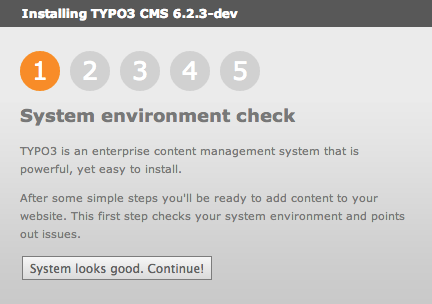 Installing TYPO3 CMS 6.2.3-dev
1 2 3 4 5
System environment check
TYPO3 is an enterprise content management system that is
powerful, yet easy to install.
After some simple steps you'll be ready to add content to your
website. This first step checks your system environment and points
out issues.
System looks good. Continue!